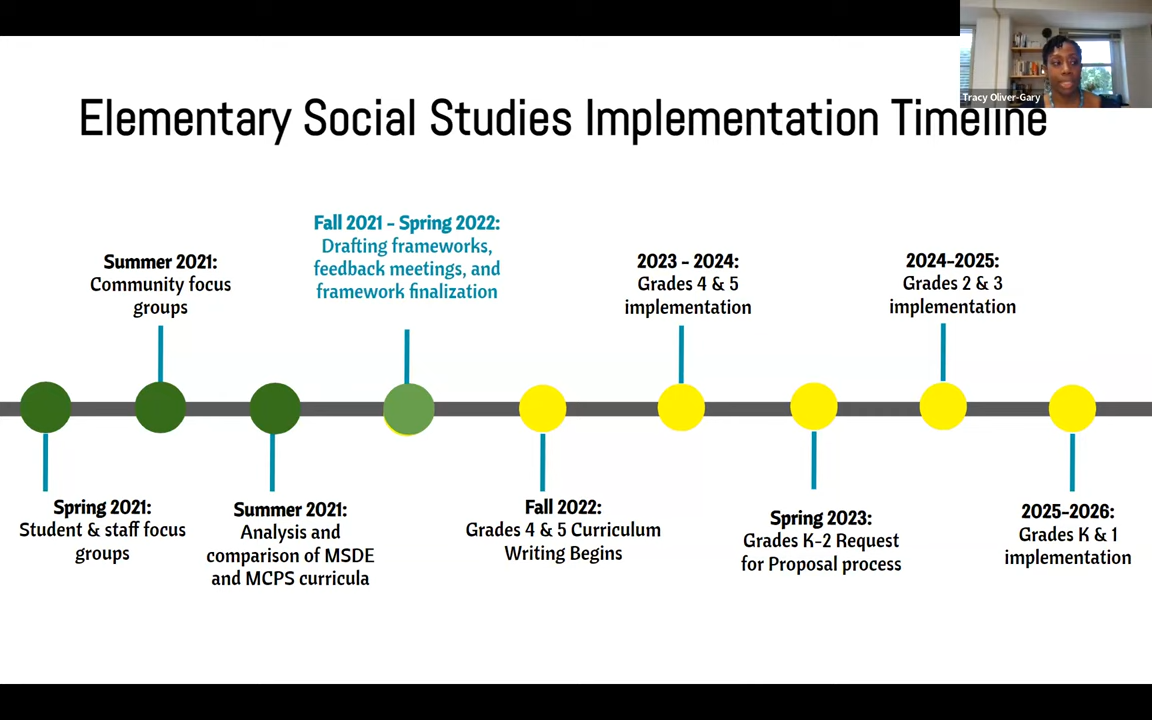 Tracy Oliver-Gary
Elementary Social Studies Implementation Timeline
Spring 2021:
Student & staff focus
groups
Summer 2021:
Community focus
groups
Summer 2021:
Analysis and
comparison of MSDE
and MCPS curricula
Fall 2021 - Spring 2022:
Drafting frameworks,
feedback meetings, and
framework finalization
Fall 2022:
Grades 4 & 5 Curriculum
Writing Begins
2023 - 2024:
Grades 4 & 5
implementation
Spring 2023:
Grades K-2 Request
for Proposal process
2024-2025:
Grades 2 & 3
implementation
2025-2026:
Grades K & 1
implementation